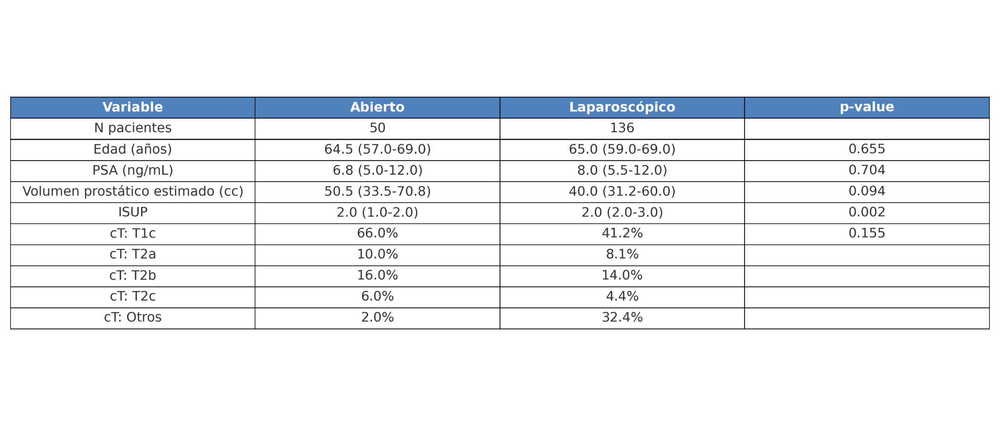 Variable Abierto Laparoscópico p-value
N pacientes 50 136
Edad (años) 64.5 (57.0-69.0) 65.0 (59.0-69.0) 0.655
PSA (ng/mL) 6.8 (5.0-12.0) 8.0 (5.5-12.0) 0.704
Volumen prostático estimado (cc) 50.5 (33.5-70.8) 40.0 (31.2-60.0) 0.094
ISUP 2.0 (1.0-2.0) 2.0 (2.0-3.0) 0.002
cT: T1c 66.0% 41.2% 0.155
cT: T2a 10.0% 8.1%
cT: T2b 16.0% 14.0%
cT: T2c 6.0% 4.4%
cT: Otros 2.0% 32.4%